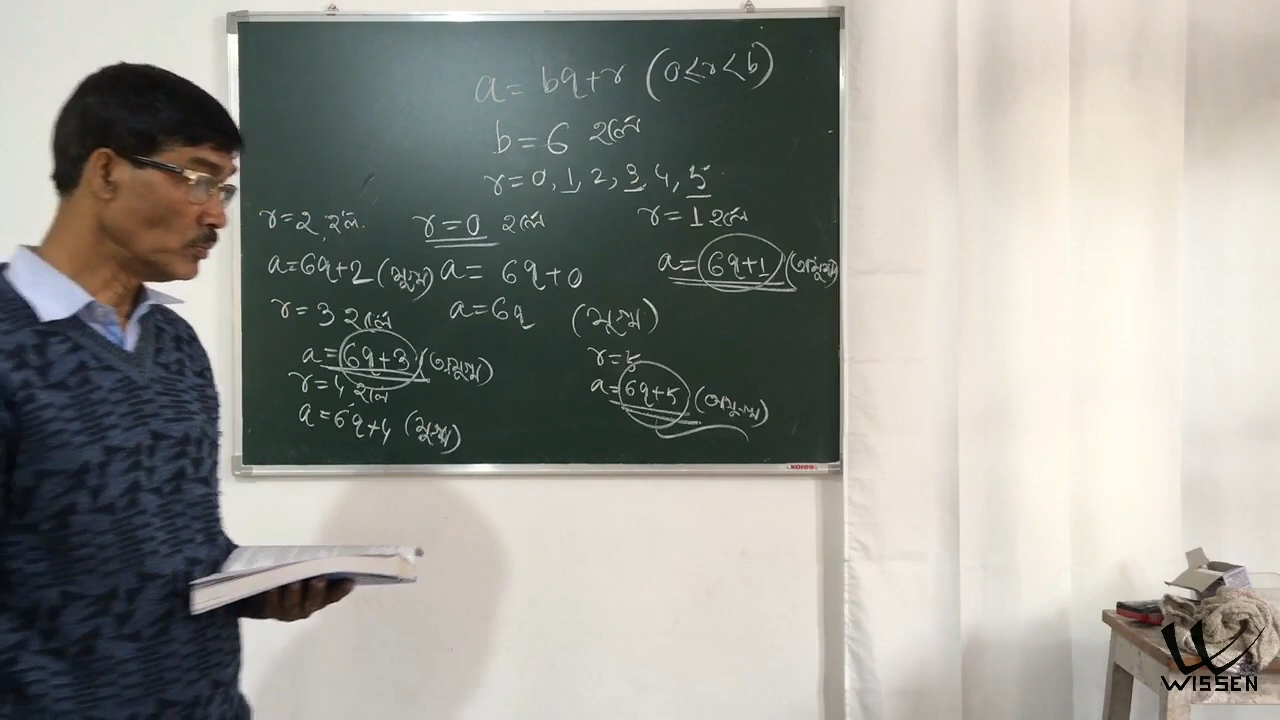 a = bq + r (0 ≤ r < b)
b = 6 হলে
r = 0, 1, 2, 3, 4, 5
r = 2 হলে
r = 0 হলে
r = 1 হলে
a = 6q + 2 (যুগ্ম)
a = 6q + 0
a = 6q + 1 (অযুগ্ম)
r = 3 হলে
a = 6q (যুগ্ম)
a = 6q + 3 (অযুগ্ম)
r = 5
r = 4 হলে
a = 6q + 5 (অযুগ্ম)
a = 6q + 4 (যুগ্ম)
KORES
WISSEN